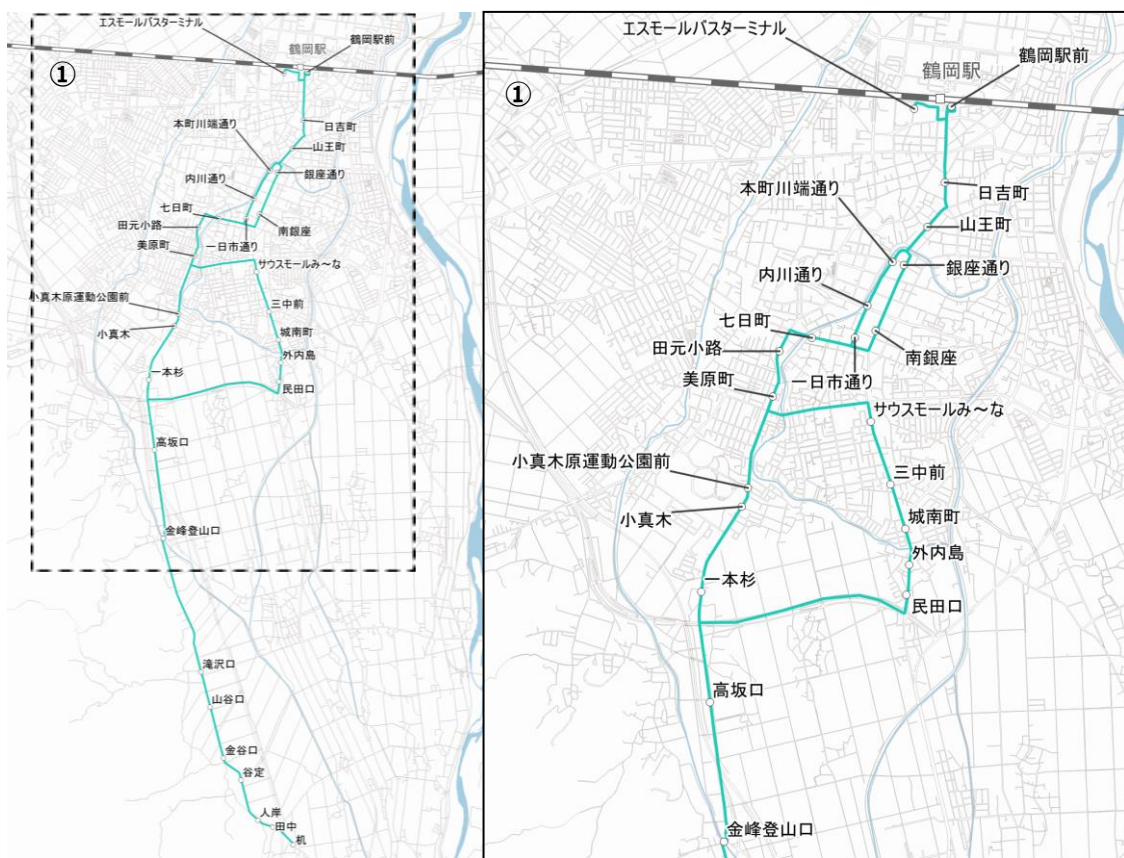 ①
エスモールバスターミナル
鶴岡駅
鶴岡駅前
日吉町
本町川端通り
山王町
銀座通り
内川通り
七日町
南銀座
田元小路
一日市通り
美原町
サウスモールみ〜な
小真木原運動公園前
三中前
小真木
城南町
外内島
一本杉
民田口
高坂口
金峰登山口
滝沢口
山谷口
金谷口
谷定
人岸
田中
机
①
エスモールバスターミナル
鶴岡駅前
鶴岡駅
日吉町
本町川端通り
山王町
銀座通り
内川通り
七日町
田元小路
南銀座
一日市通り
美原町
サウスモールみ〜な
小真木原運動公園前
三中前
小真木
城南町
外内島
一本杉
民田口
高坂口
金峰登山口